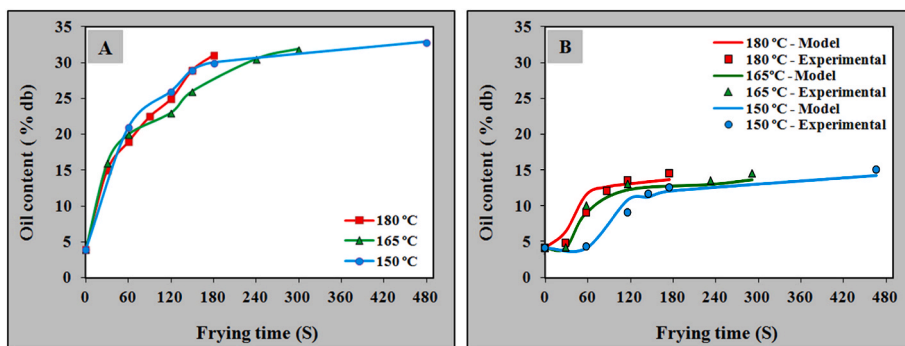 A
35
30
25
20
15
10
5
0
Oil content ( % db)
180 ºC
165 ºC
150 ºC
0 60 120 180 240 300 360 420 480
Frying time (S)
B
35
30
25
20
15
10
5
0
Oil content ( % db)
180 ºC - Model
180 ºC - Experimental
165ºC - Model
165 ºC - Experimental
150 ºC - Model
150 ºC - Experimental
0 60 120 180 240 300 360 420 480
Frying time (S)